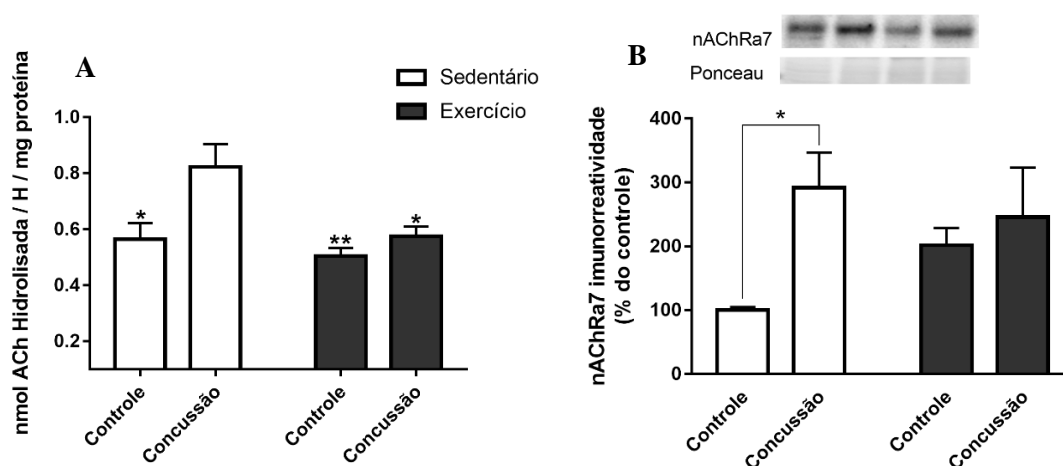 A
Sedentário
Exercício
nmol ACh Hidrolisada / H / mg proteína
1.0
0.8
0.6
0.4
0.2
*
**
*
Controle
Concussão
Controle
Concussão
B
nAChRa7
Ponceau
nAChRa7 imunorreatividade
(% do controle)
400
300
200
100
0
*
Controle
Concussão
Controle
Concussão